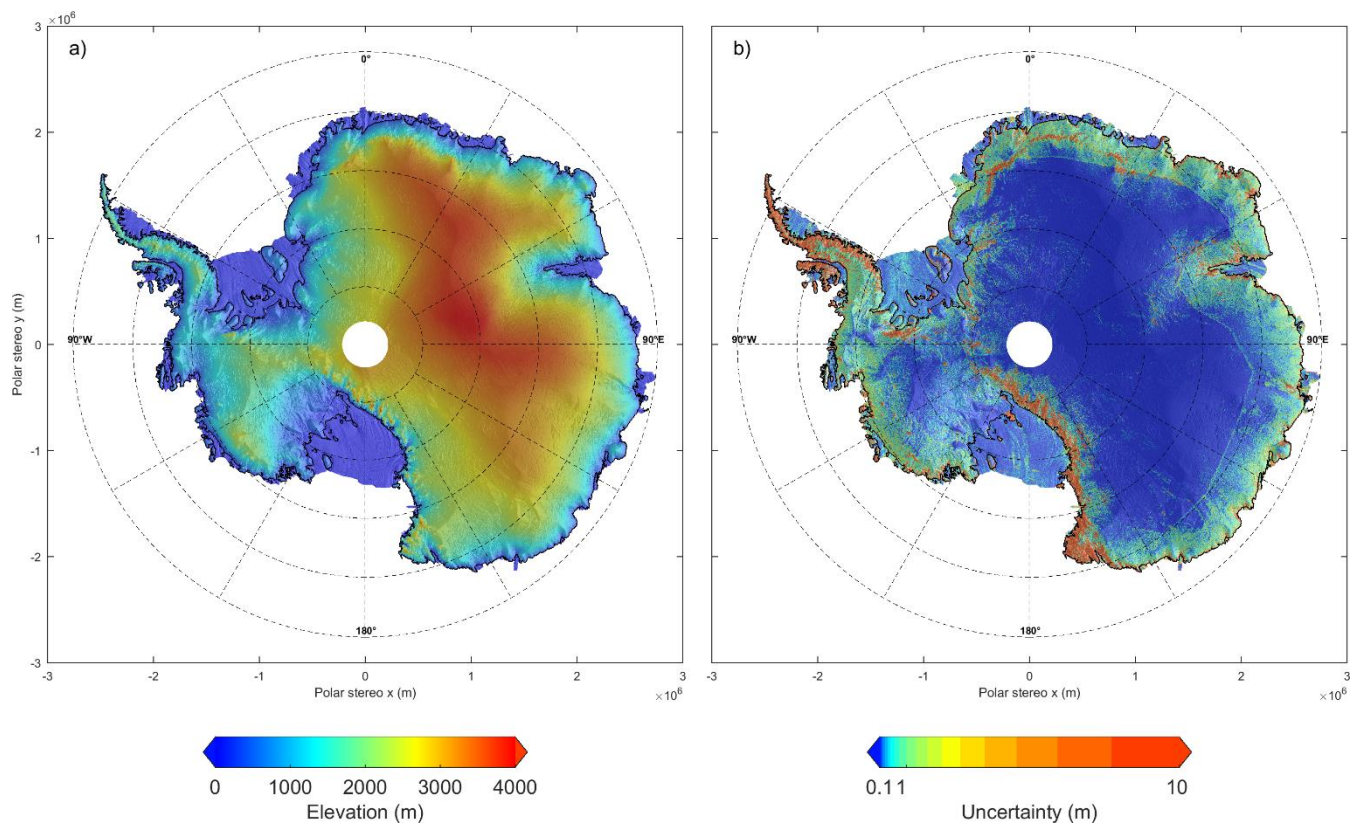 ×10⁶
3
2
1
0
-1
-2
-3
Polar stereo y (m)
a)
0°
90°W
90°E
180°
-3
-2
-1
0
1
2
3
Polar stereo x (m)
×10⁶
b)
0°
90°W
90°E
180°
-3
-2
-1
0
1
2
3
Polar stereo x (m)
×10⁶
0 1000 2000 3000 4000
Elevation (m)
0.11 10
Uncertainty (m)